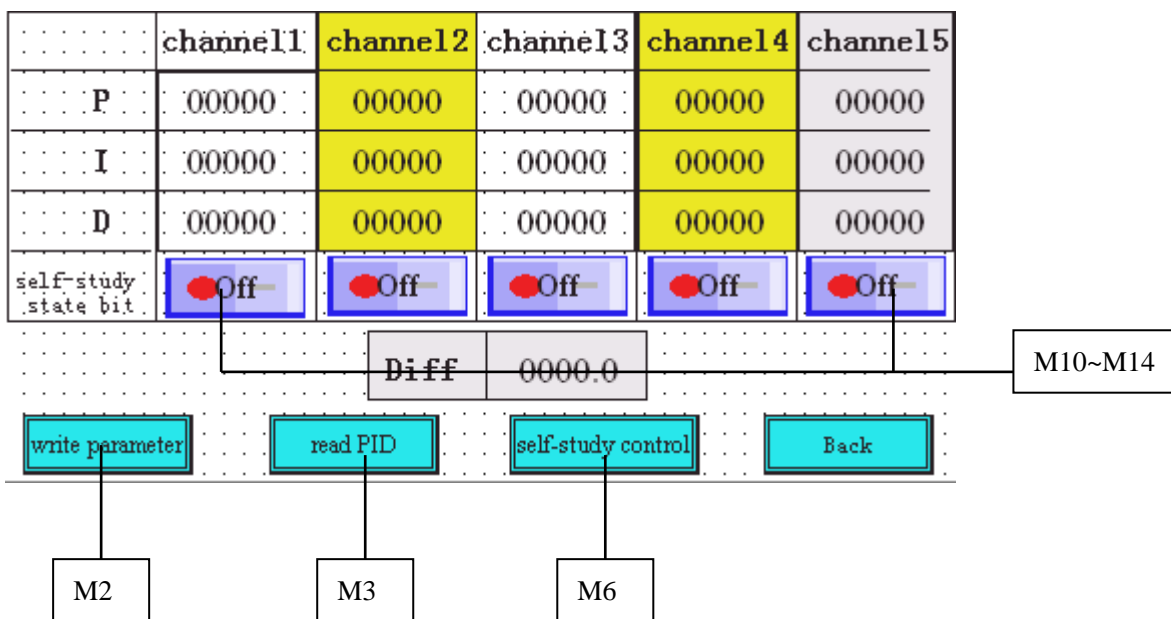 channel1 channel2 channel3 channel4 channel5
P 00000 00000 00000 00000 00000
I 00000 00000 00000 00000 00000
D 00000 00000 00000 00000 00000
self-study
state bit
Off Off Off Off Off
Diff 0000.0
M10~M14
write parameter read PID self-study control Back
M2 M3 M6